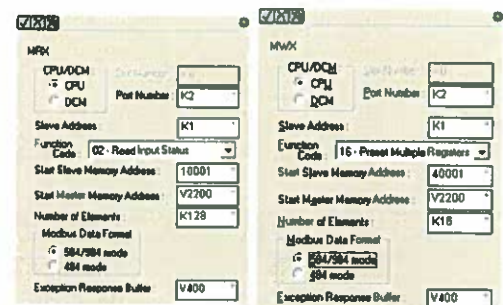 MRX
CPU/DCM
CPU
DCM
Port Number: K2
Slave Address: K1
Function Code: 02 - Read Input Status
Start Slave Memory Address: 10001
Start Master Memory Address: V2200
Number of Elements: K128
Modbus Data Format
584/984 mode
484 mode
Exception Response Buffer: V400
MWX
CPU/DCM
CPU
DCM
Port Number: K2
Slave Address: K1
Function Code: 16 - Preset Multiple Registers
Start Slave Memory Address: 40001
Start Master Memory Address: V2200
Number of Elements: K16
Modbus Data Format
584/984 mode
484 mode
Exception Response Buffer: V400